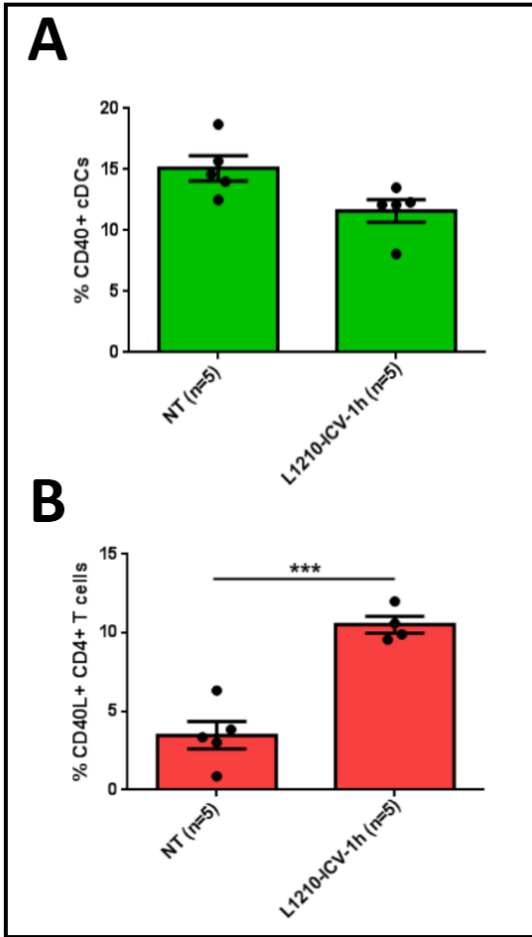 A
% CD40+ cDCs
20
15
10
5
0
NT (n=5)
L1210-ICV-1h (n=5)
B
% CD40L+ CD4+ T cells
15
10
5
0
***
NT (n=5)
L1210-ICV-1h (n=5)